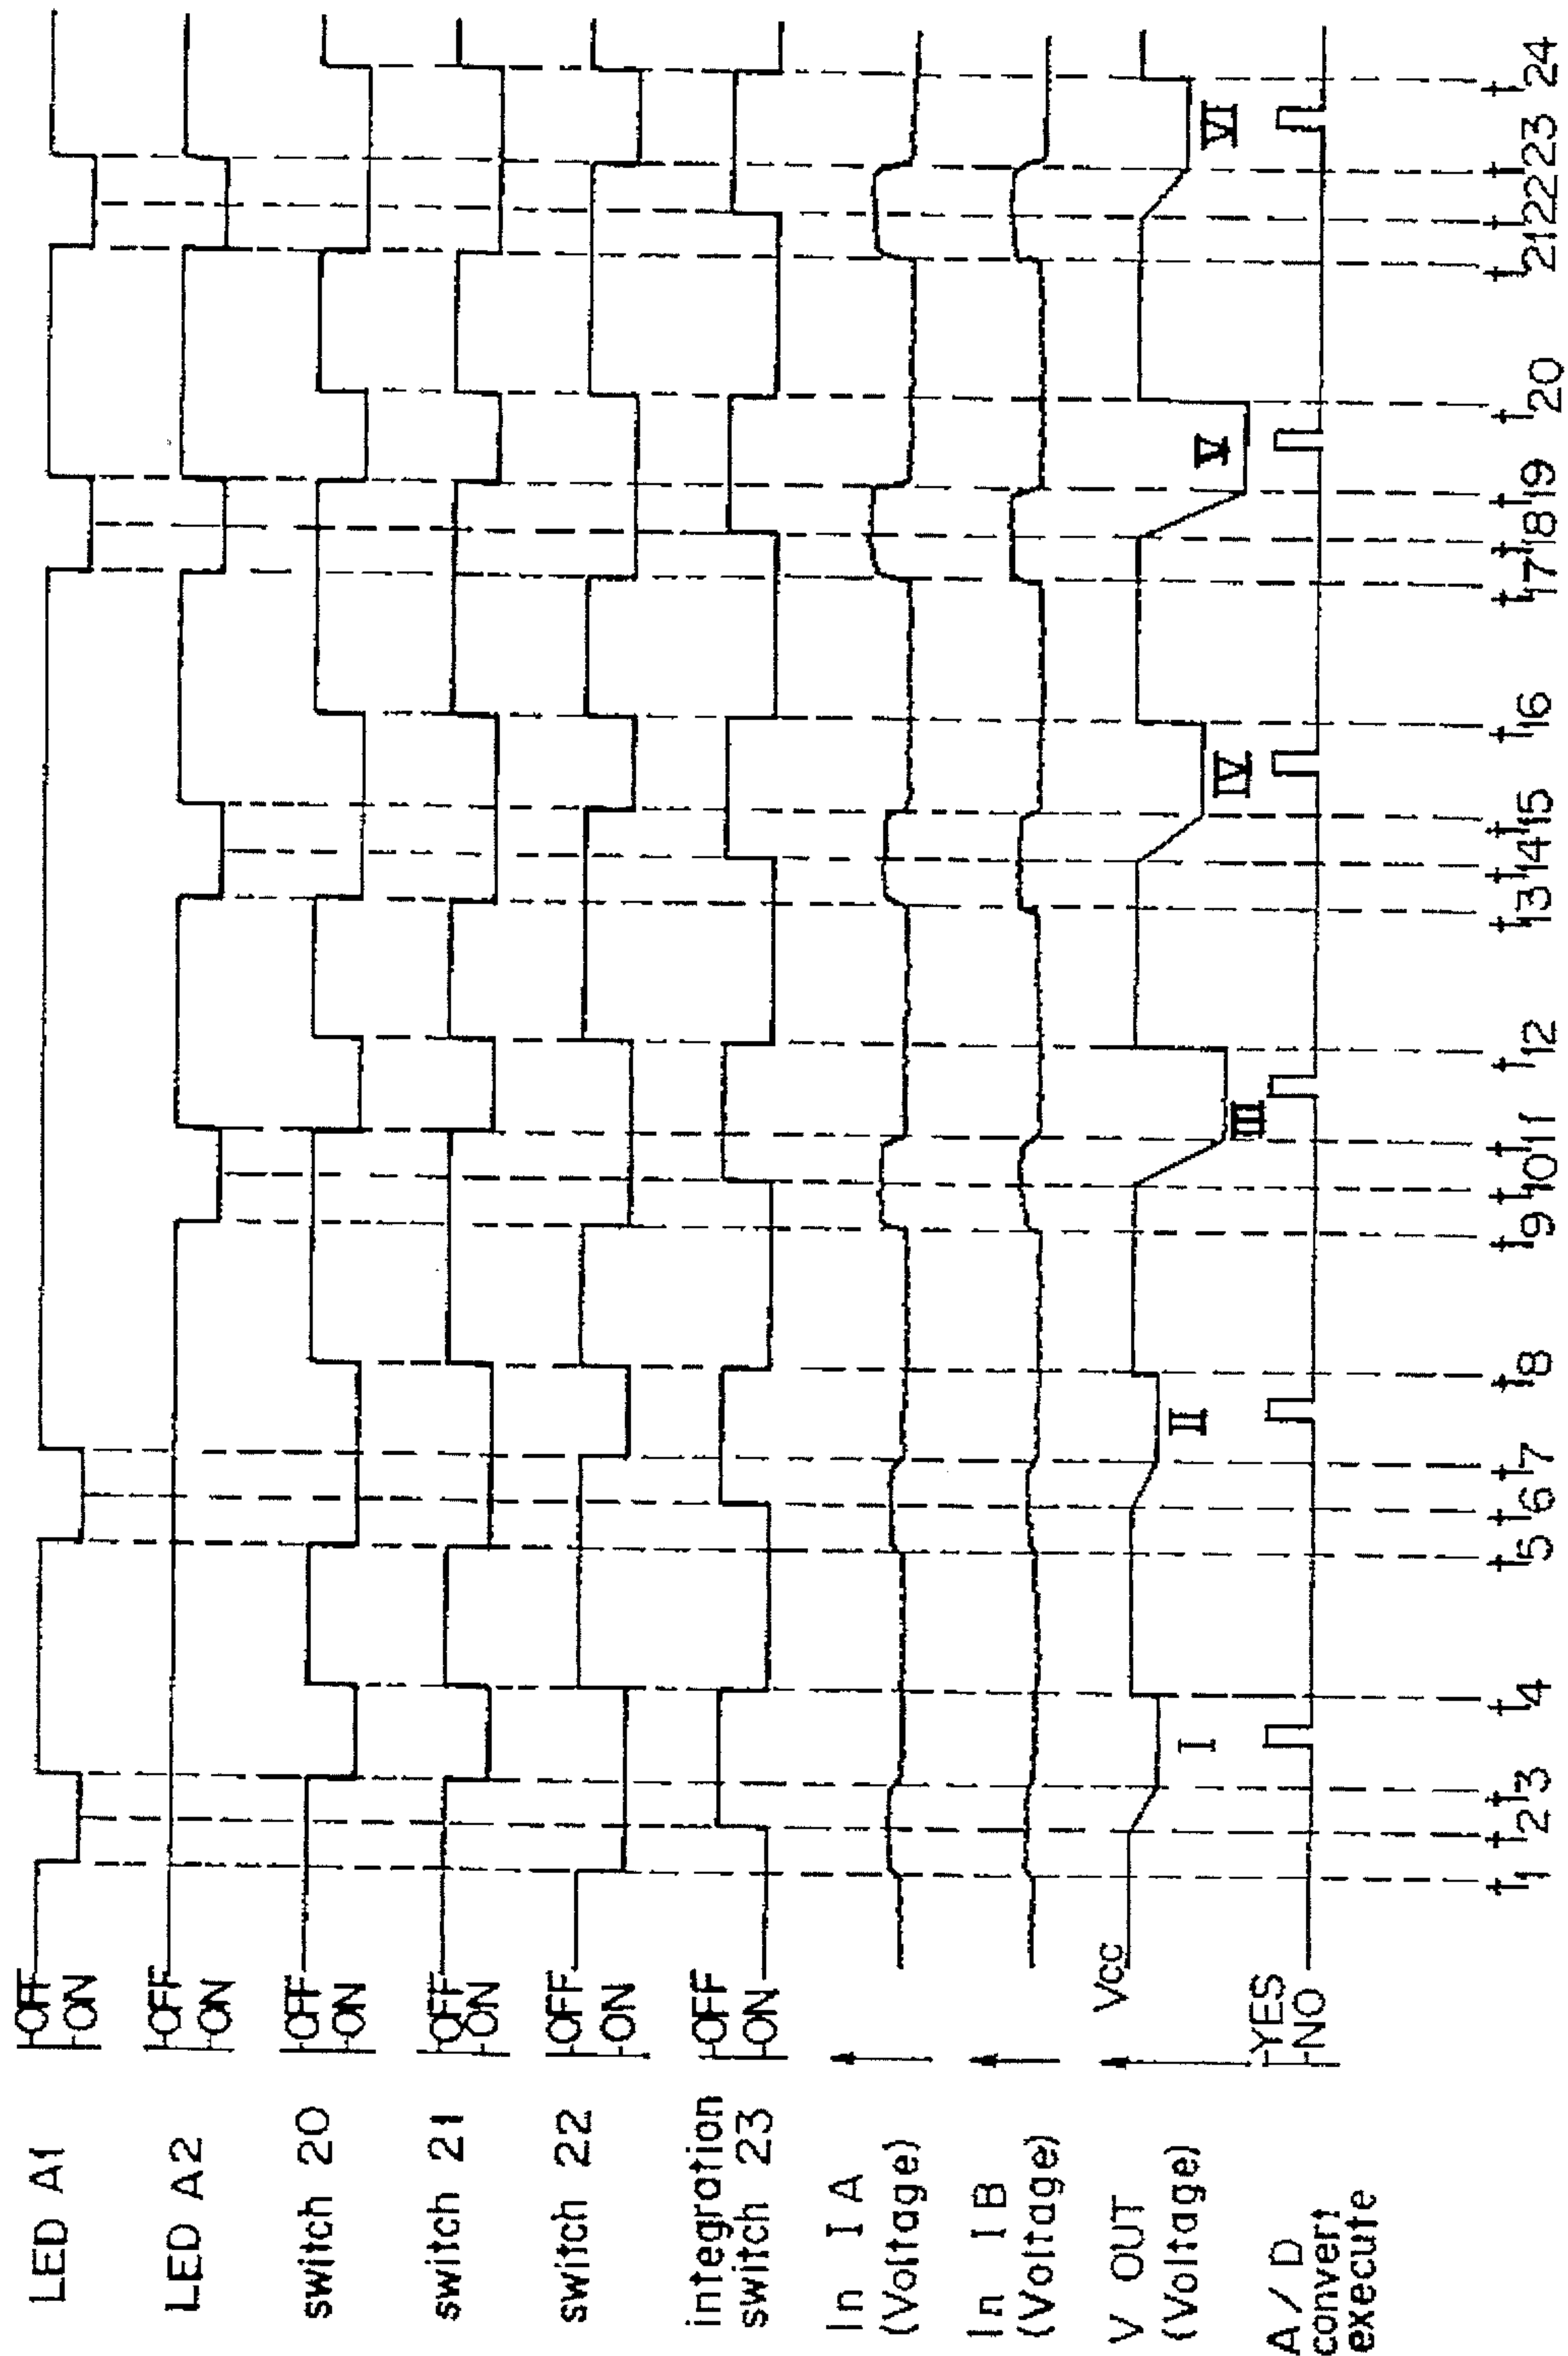 LED A1
OFF
ON
LED A2
OFF
ON
switch 20
OFF
ON
switch 21
OFF
ON
switch 22
OFF
ON
integration
switch 23
OFF
ON
ln I A
(Voltage)
ln I B
(Voltage)
V OUT
(Voltage)
Vcc
I
II
III
IV
V
VI
A / D
convert
execute
YES
NO
t1
t2
t3
t4
t5
t6
t7
t8
t9
t10
t11
t12
t13
t14
t15
t16
t17
t18
t19
t20
t21
t22
t23
t24